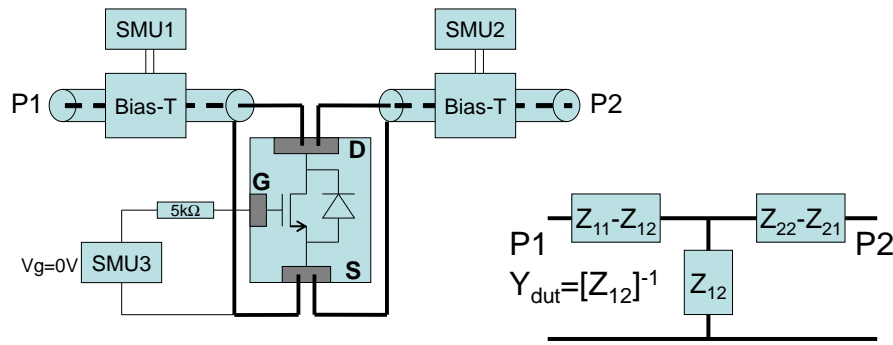 SMU1
SMU2
P1
Bias-T
Bias-T
P2
D
G
5kΩ
Vg=0V
SMU3
S
Z₁₁-Z₁₂
Z₂₂-Z₂₁
P1
P2
Z₁₂
Y_dut=[Z₁₂]⁻¹